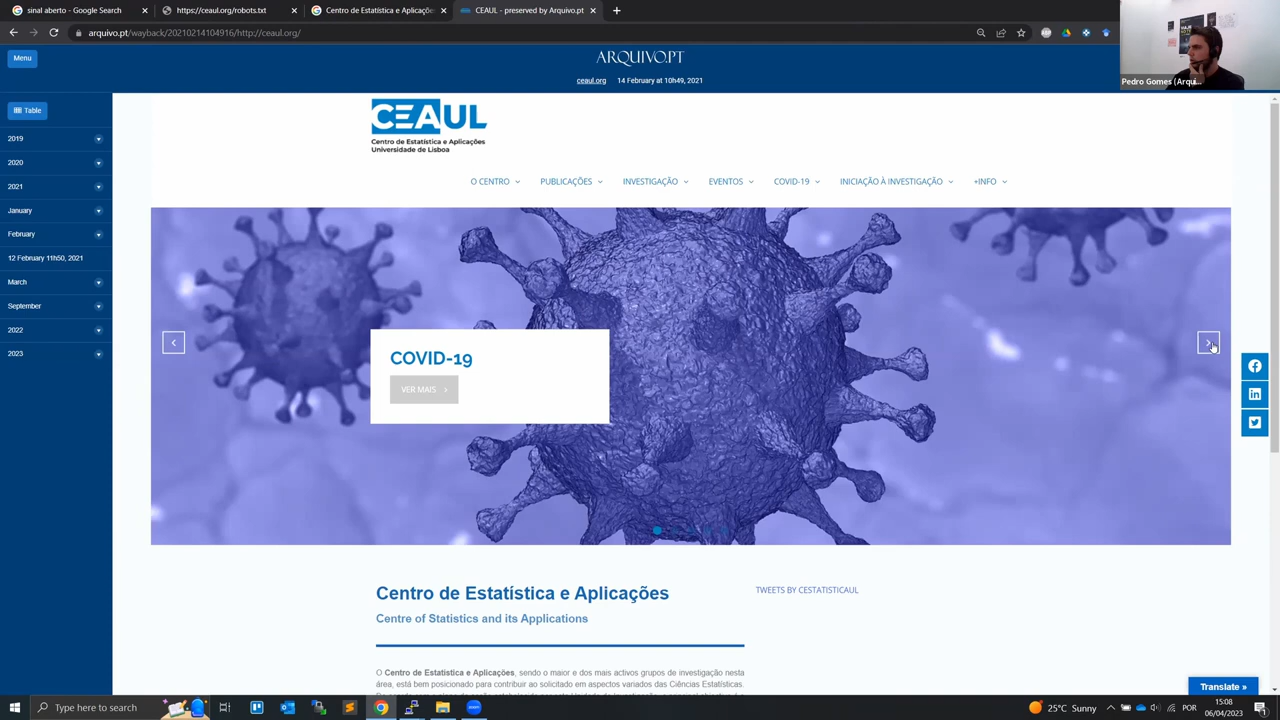 sinal aberto - Google Search
https://ceaul.org/robots.txt
Centro de Estatística e Aplicaçõe
CEAUL - preserved by Arquivo.pt
arquivo.pt/wayback/20210214104916/http://ceaul.org/
Pedro Gomes (Arqui...
Menu
ARQUIVO.PT
ceaul.org 14 February at 10h49, 2021
Table
2019
2020
2021
January
February
12 February 11h50, 2021
March
September
2022
2023
CEAUL
Centro de Estatística e Aplicações
Universidade de Lisboa
O CENTRO PUBLICAÇÕES INVESTIGAÇÃO EVENTOS COVID-19 INICIAÇÃO À INVESTIGAÇÃO +INFO
COVID-19
VER MAIS >
Centro de Estatística e Aplicações
Centre of Statistics and its Applications
TWEETS BY CESTATISTICAUL
O Centro de Estatística e Aplicações, sendo o maior e dos mais activos grupos de investigação nesta
área, está bem posicionado para contribuir ao solicitado em aspectos variados das Ciências Estatísticas.
Translate »
Type here to search
25°C Sunny
POR
15:08
06/04/2023